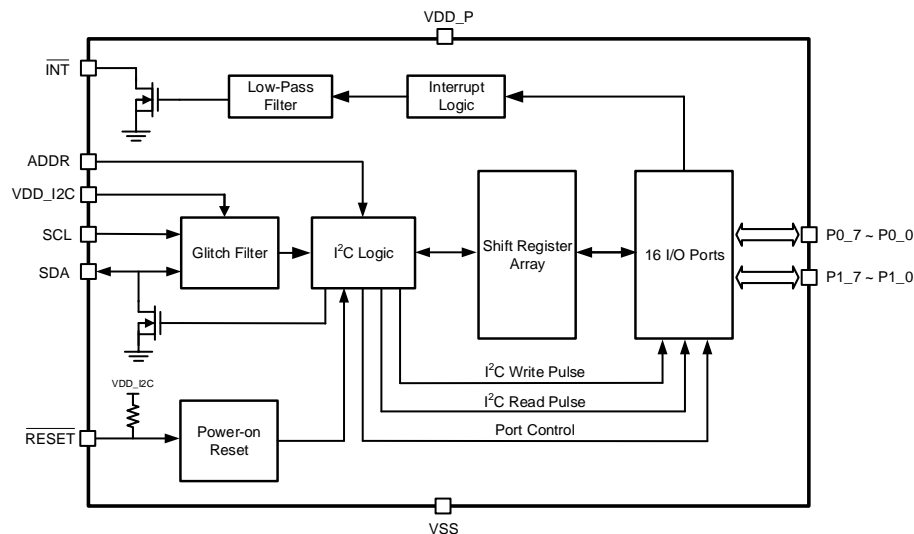 VDD_P
INT
Low-Pass
Filter
Interrupt
Logic
ADDR
VDD_I2C
SCL
SDA
Glitch Filter
I²C Logic
Shift Register
Array
16 I/O Ports
P0_7 ~ P0_0
P1_7 ~ P1_0
I²C Write Pulse
I²C Read Pulse
Port Control
VDD_I2C
RESET
Power-on
Reset
VSS